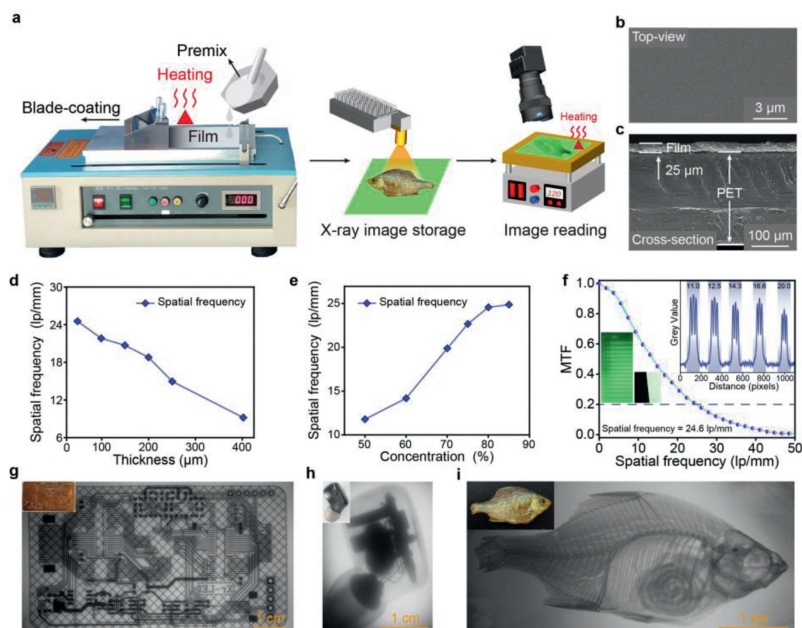 a
Premix
Heating
Blade-coating
Film
000
X-ray image storage
Heating
120
Image reading
b
Top-view
3 μm
c
Film
25 μm
PET
Cross-section
100 μm
d
Spatial frequency (lp/mm)
30
24
18
12
6
Spatial frequency
0 100 200 300 400
Thickness (μm)
e
Spatial frequency (lp/mm)
30
25
20
15
10
Spatial frequency
50 60 70 80 90
Concentration (%)
f
MTF
1.0
0.8
0.6
0.4
0.2
0.0
11.0 12.5 14.3 16.6 20.0
Grey Value
0 200 400 600 800 1000
Distance (pixels)
Spatial frequency = 24.6 lp/mm
0 10 20 30 40 50
Spatial frequency (lp/mm)
g
1 cm
h
1 cm
i
1 cm